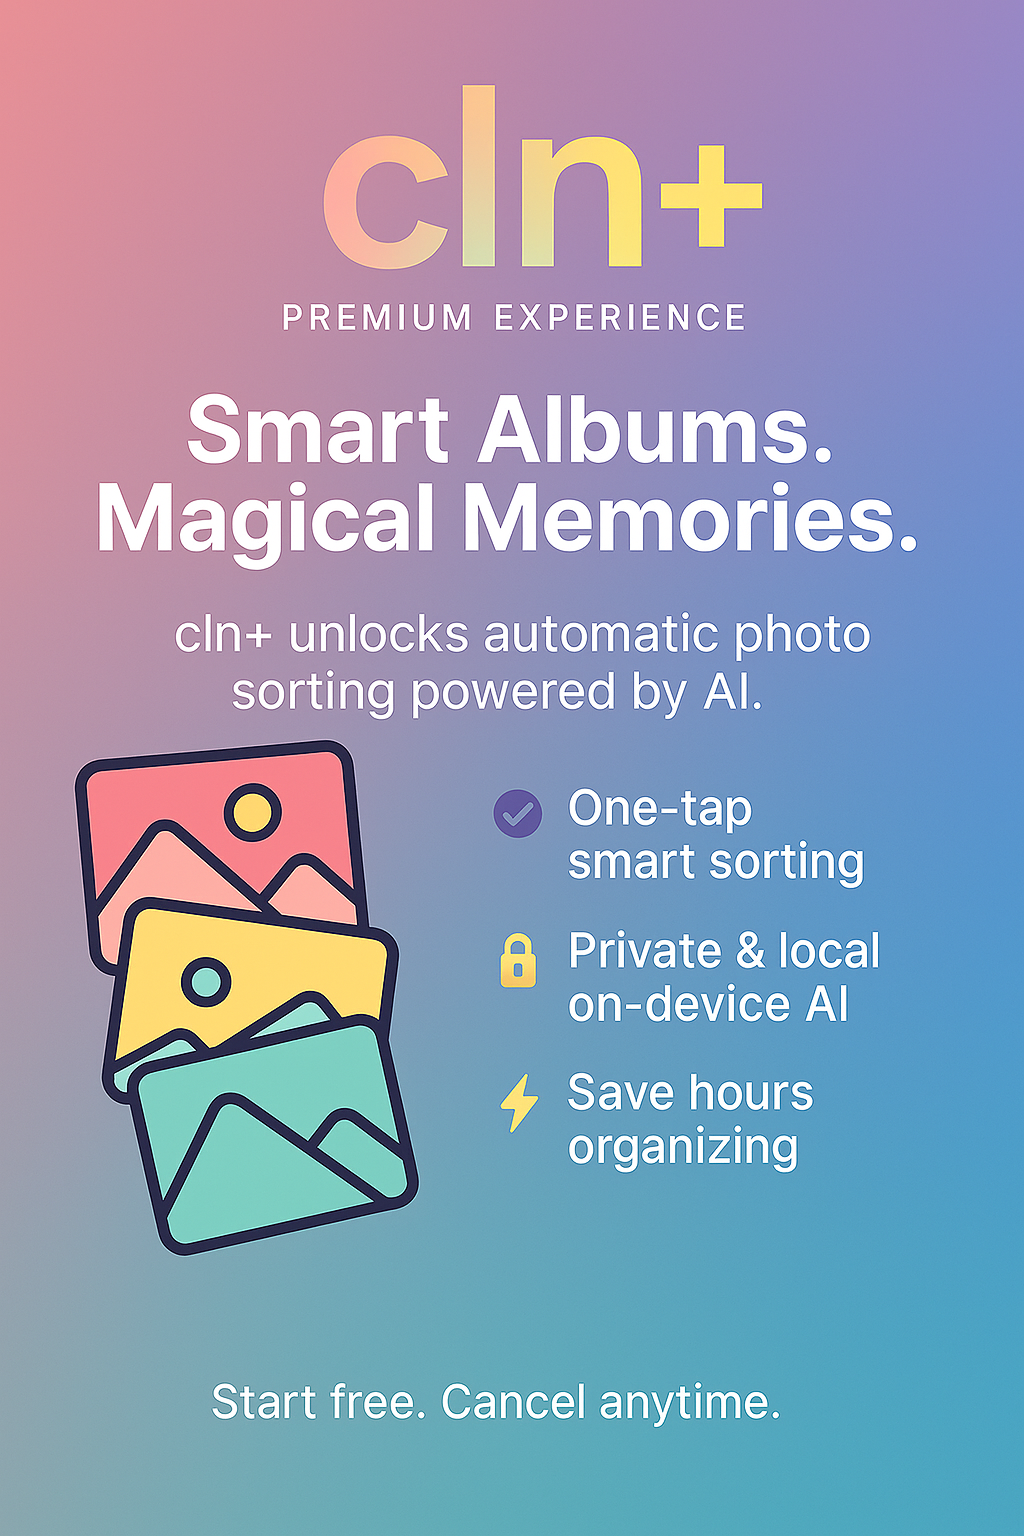 cln+
PREMIUM EXPERIENCE
Smart Albums.
Magical Memories.
cln+ unlocks automatic photo
sorting powered by AI.
One-tap
smart sorting
Private & local
on-device AI
Save hours
organizing
Start free. Cancel anytime.